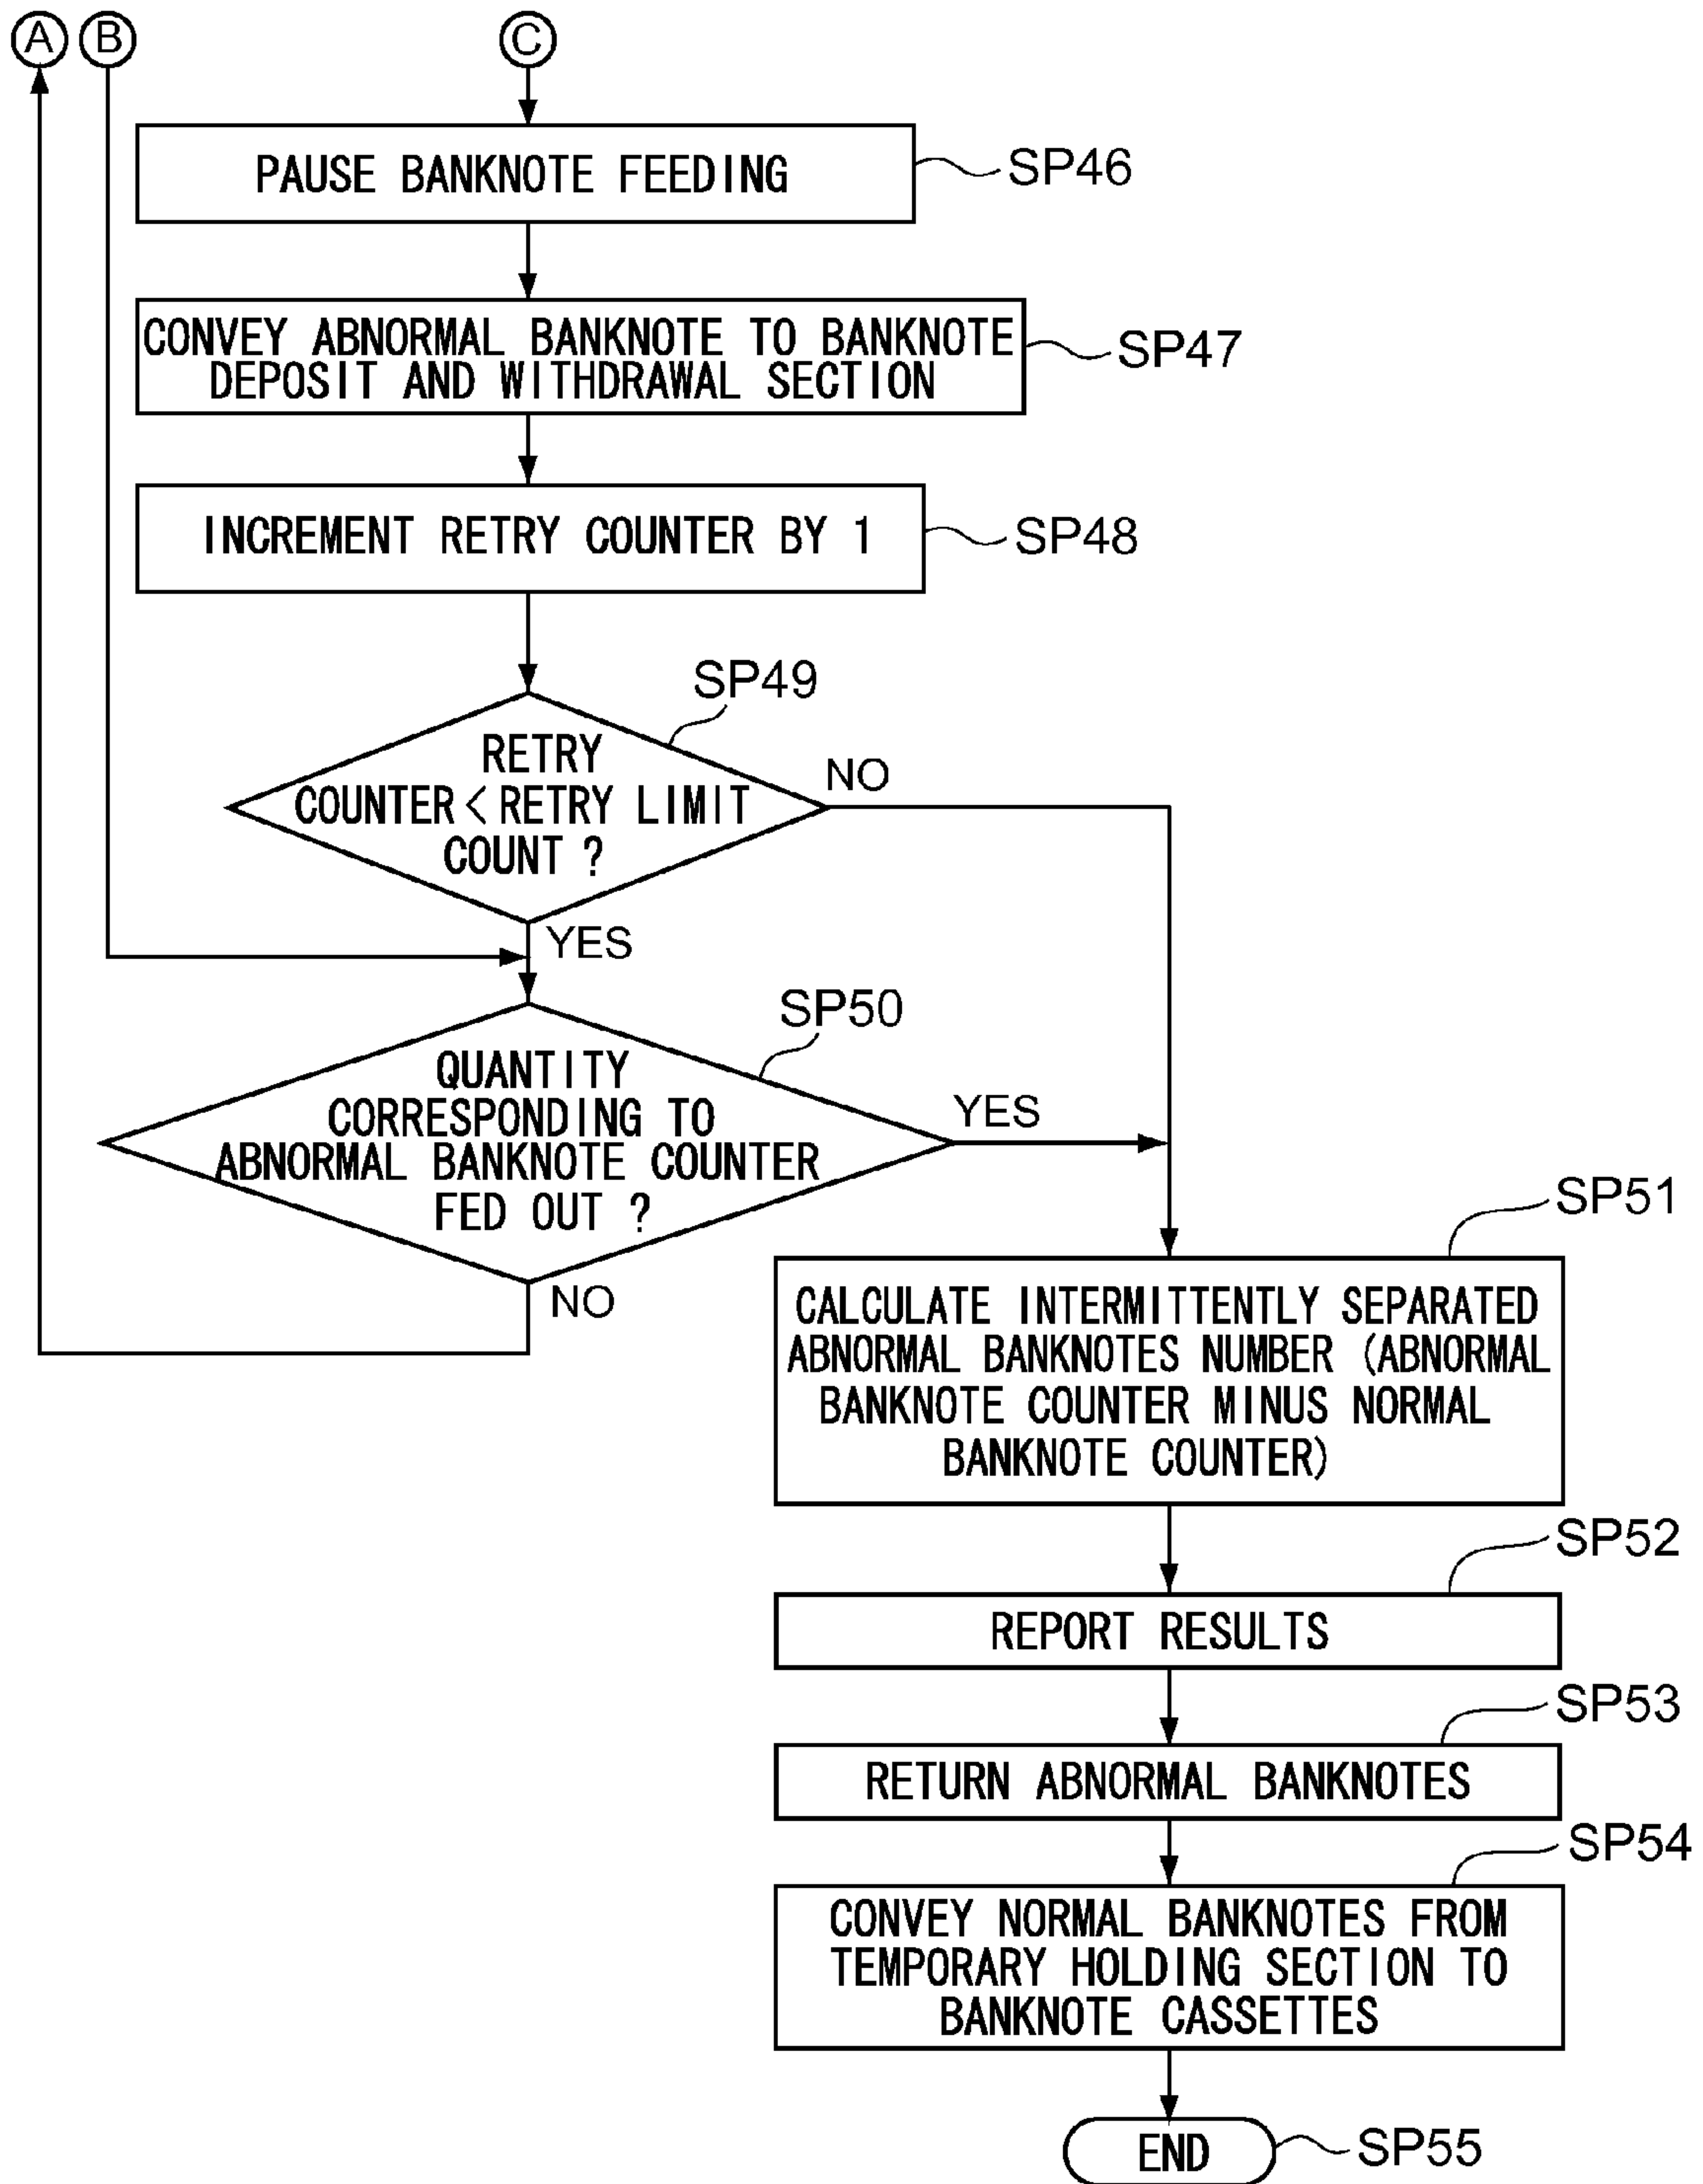 A
B
C
PAUSE BANKNOTE FEEDING
SP46
CONVEY ABNORMAL BANKNOTE TO BANKNOTE
DEPOSIT AND WITHDRAWAL SECTION
SP47
INCREMENT RETRY COUNTER BY 1
SP48
SP49
RETRY
COUNTER < RETRY LIMIT
COUNT ?
NO
YES
SP50
QUANTITY
CORRESPONDING TO
ABNORMAL BANKNOTE COUNTER
FED OUT ?
YES
NO
SP51
CALCULATE INTERMITTENTLY SEPARATED
ABNORMAL BANKNOTES NUMBER (ABNORMAL
BANKNOTE COUNTER MINUS NORMAL
BANKNOTE COUNTER)
SP52
REPORT RESULTS
SP53
RETURN ABNORMAL BANKNOTES
SP54
CONVEY NORMAL BANKNOTES FROM
TEMPORARY HOLDING SECTION TO
BANKNOTE CASSETTES
END
SP55